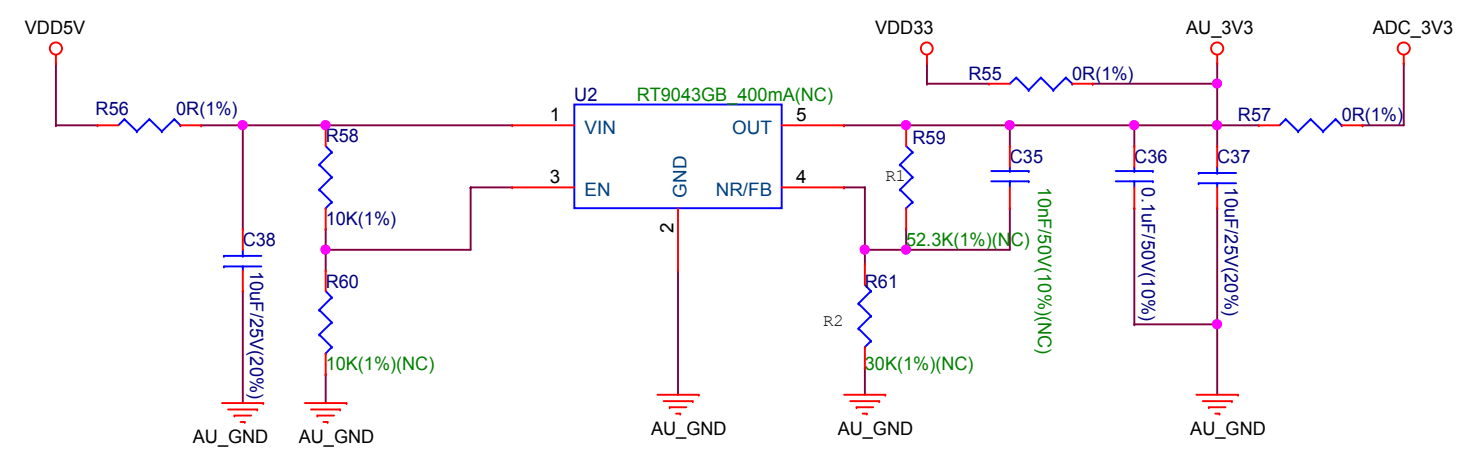 VDD5V
VDD33
AU_3V3
ADC_3V3
R55
0R(1%)
R56
0R(1%)
U2
RT9043GB_400mA(NC)
1
VIN
OUT
5
R57
0R(1%)
R58
10K(1%)
3
EN
GND
2
NR/FB
4
R59
R1
52.3K(1%)(NC)
C35
10nF/50V(10%)(NC)
C36
0.1uF/50V(10%)
C37
10uF/25V(20%)
C38
10uF/25V(20%)
R60
10K(1%)(NC)
R61
R2
30K(1%)(NC)
AU_GND
AU_GND
AU_GND
AU_GND
AU_GND